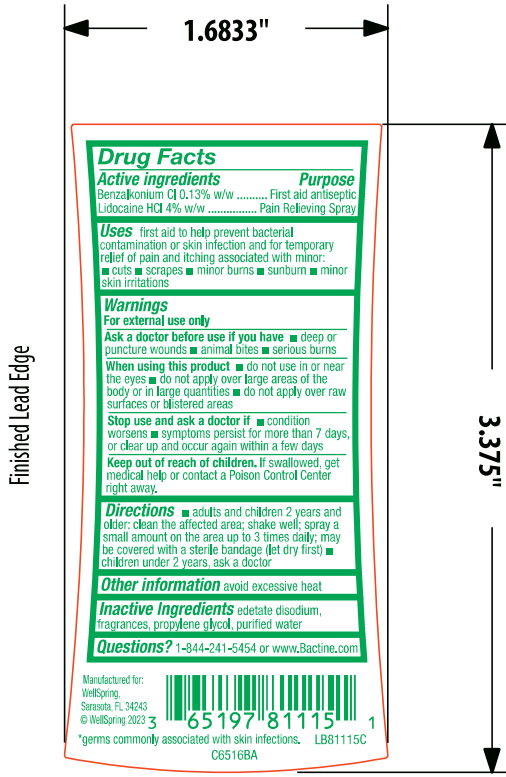 1.6833"
Finished Lead Edge
3.375"
Drug Facts
Active ingredients Purpose
Benzalkonium Cl 0.13% w/w .......... First aid antiseptic
Lidocaine HCl 4% w/w ................ Pain Relieving Spray
Uses first aid to help prevent bacterial
contamination or skin infection and for temporary
relief of pain and itching associated with minor:
■ cuts ■ scrapes ■ minor burns ■ sunburn ■ minor
skin irritations
Warnings
For external use only
Ask a doctor before use if you have ■ deep or
puncture wounds ■ animal bites ■ serious burns
When using this product ■ do not use in or near
the eyes ■ do not apply over large areas of the
body or in large quantities ■ do not apply over raw
surfaces or blistered areas
Stop use and ask a doctor if ■ condition
worsens ■ symptoms persist for more than 7 days,
or clear up and occur again within a few days
Keep out of reach of children. If swallowed, get
medical help or contact a Poison Control Center
right away.
Directions ■ adults and children 2 years and
older: clean the affected area; shake well; spray a
small amount on the area up to 3 times daily; may
be covered with a sterile bandage (let dry first) ■
children under 2 years, ask a doctor
Other information avoid excessive heat
Inactive Ingredients edetate disodium,
fragrances, propylene glycol, purified water
Questions? 1-844-241-5454 or www.Bactine.com
Manufactured for:
WellSpring,
Sarasota, FL 34243
© WellSpring 2023
3 65197 81115 1
*germs commonly associated with skin infections. LB81115C
C6516BA